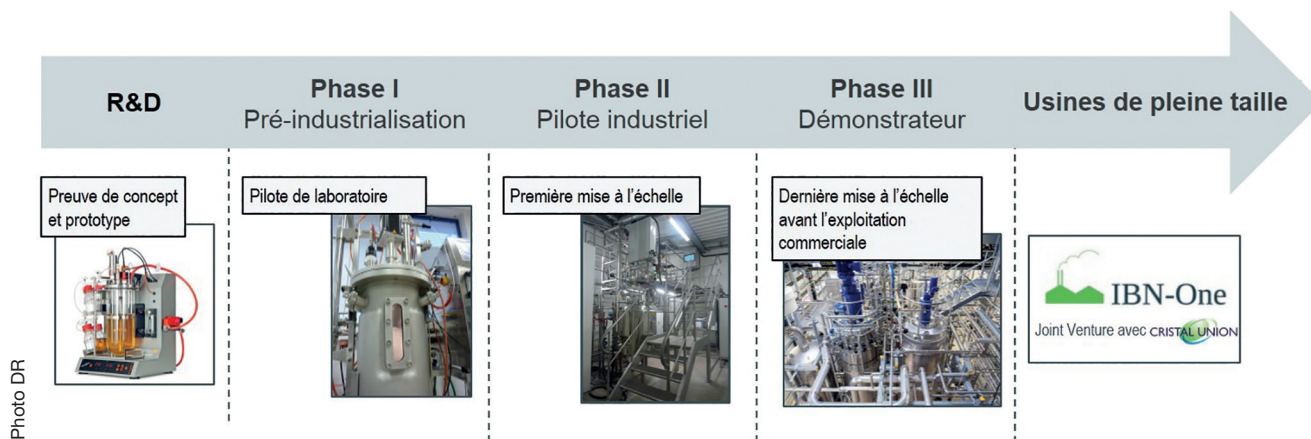 R&D
Phase I
Pré-industrialisation
Phase II
Pilote industriel
Phase III
Démonstrateur
Usines de pleine taille
Preuve de concept
et prototype
Pilote de laboratoire
Première mise à l'échelle
Dernière mise à l'échelle
avant l'exploitation
commerciale
IBN-One
Joint Venture avec CRISTAL UNION
Photo DR